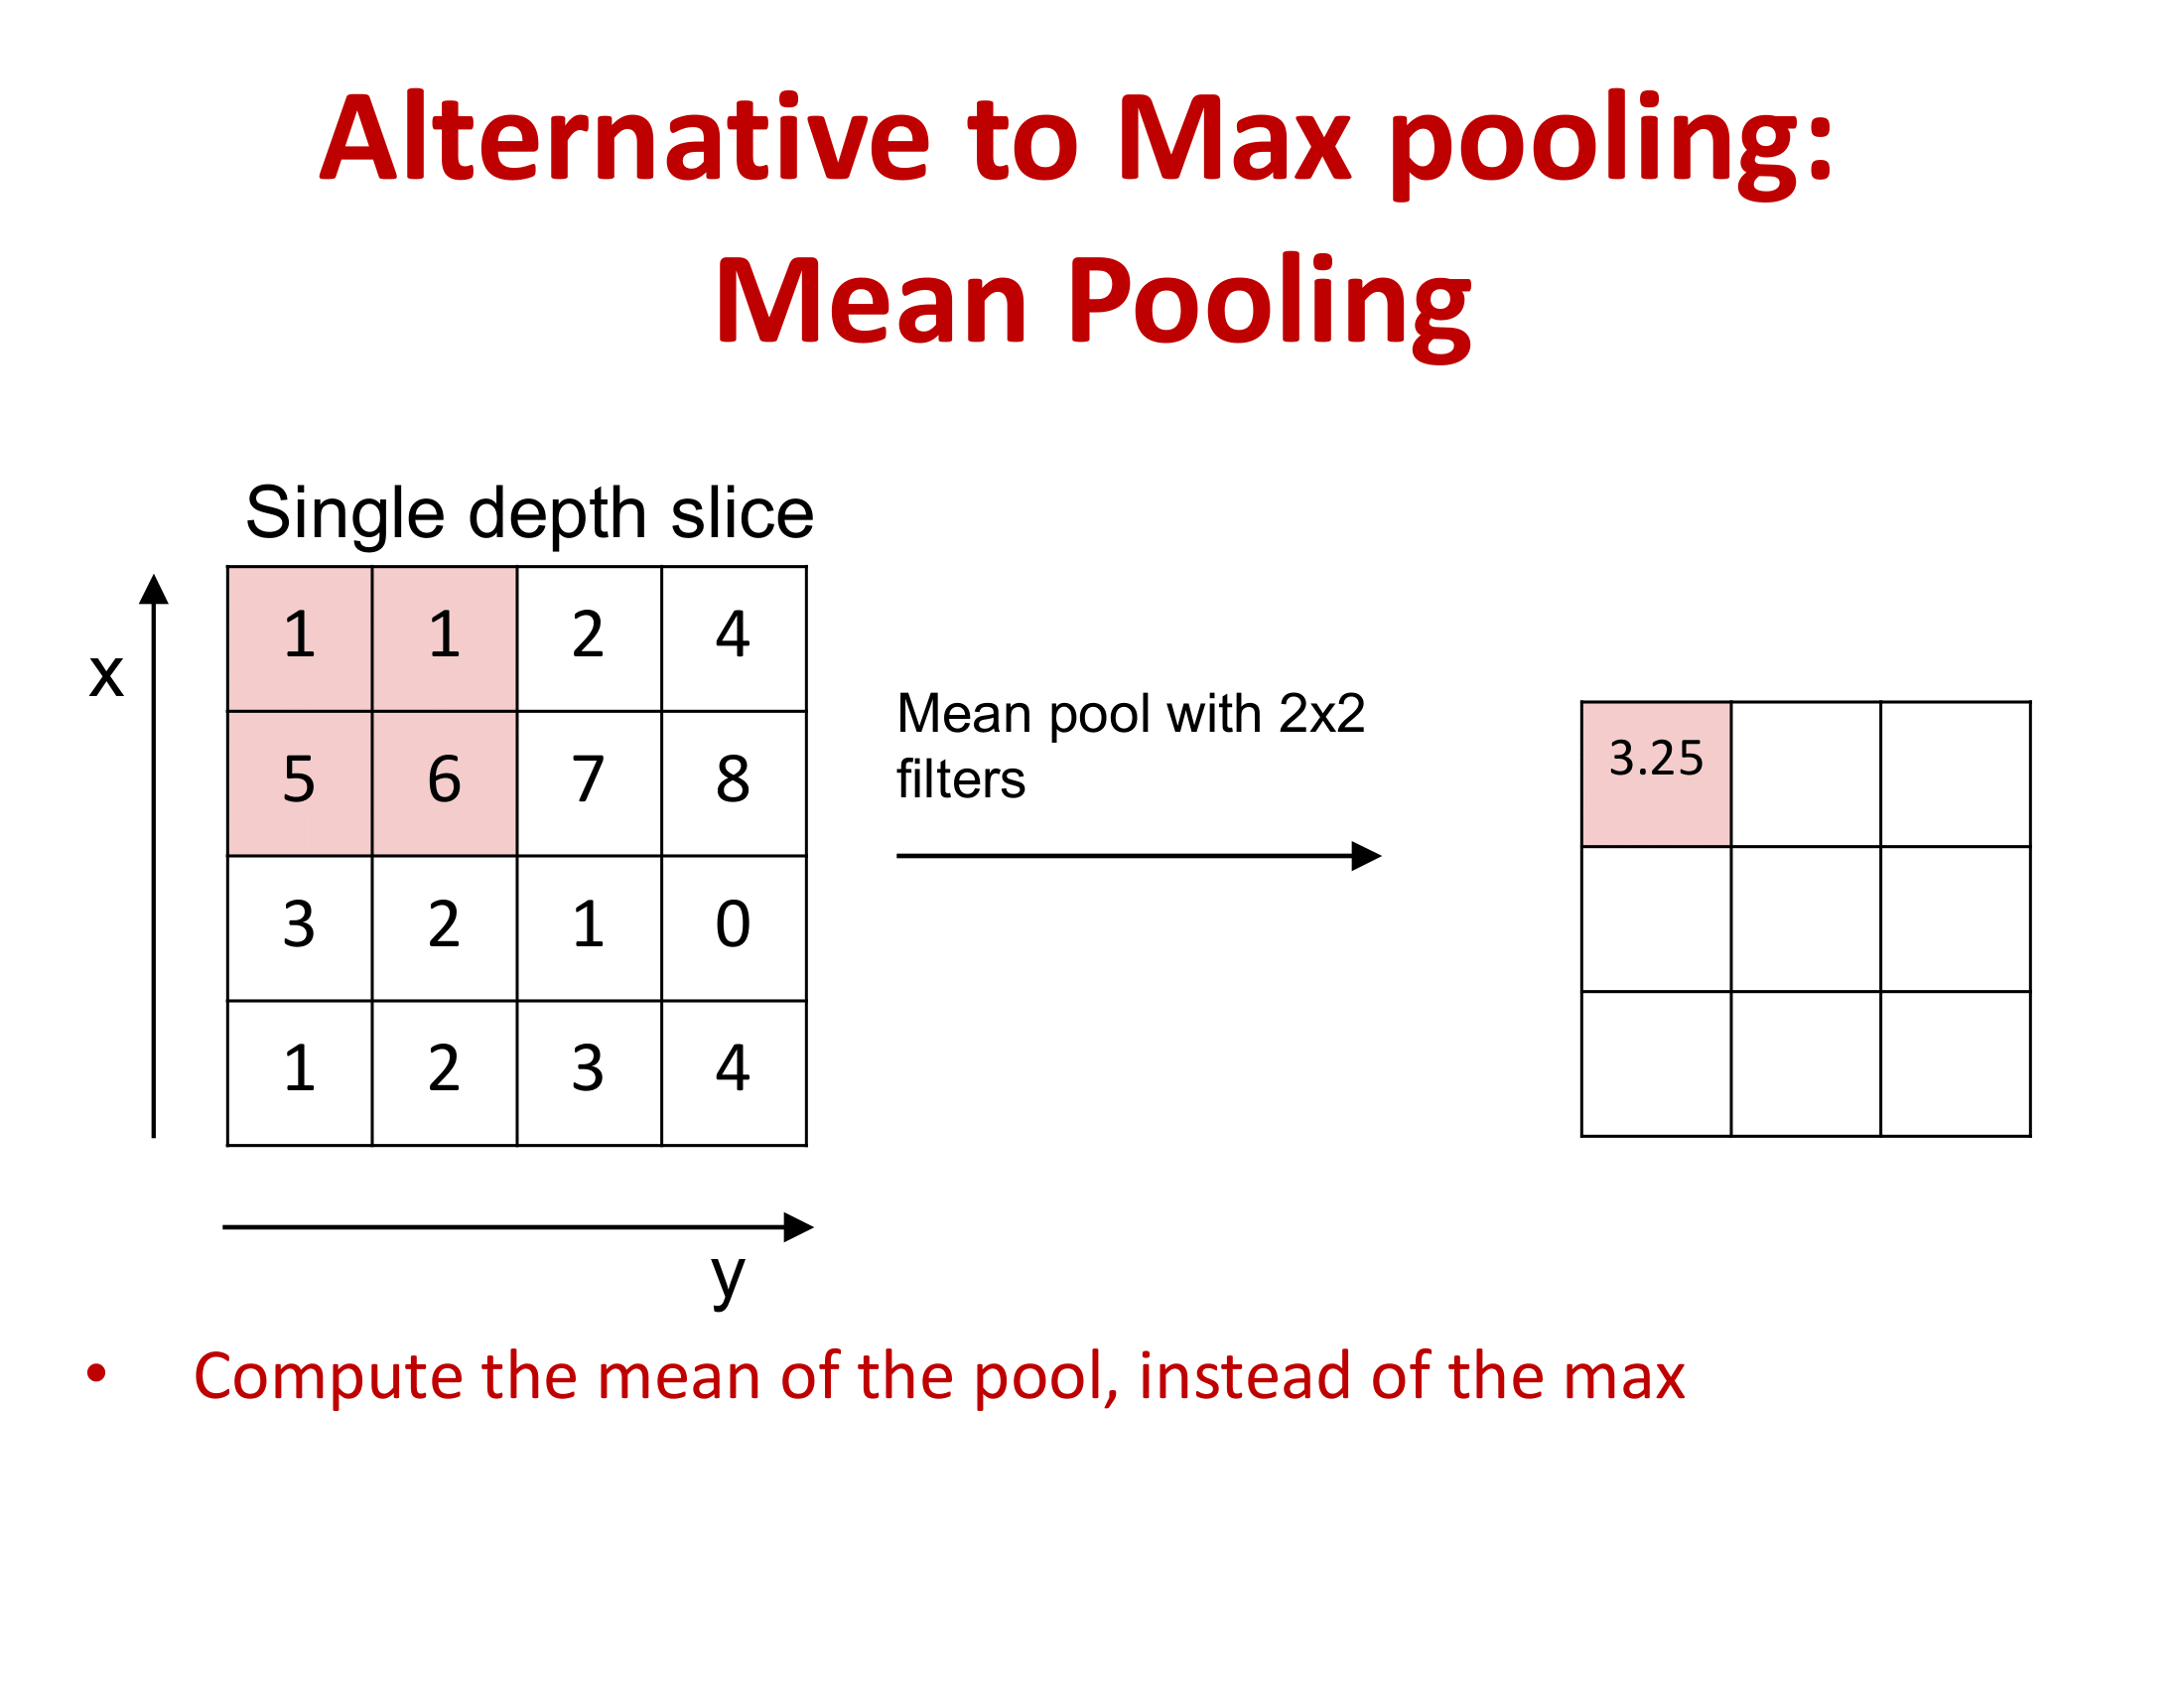 Alternative to Max pooling:
Mean Pooling
Single depth slice
x
1 1 2 4
5 6 7 8
3 2 1 0
1 2 3 4
y
Mean pool with 2x2
filters
3.25
• Compute the mean of the pool, instead of the max